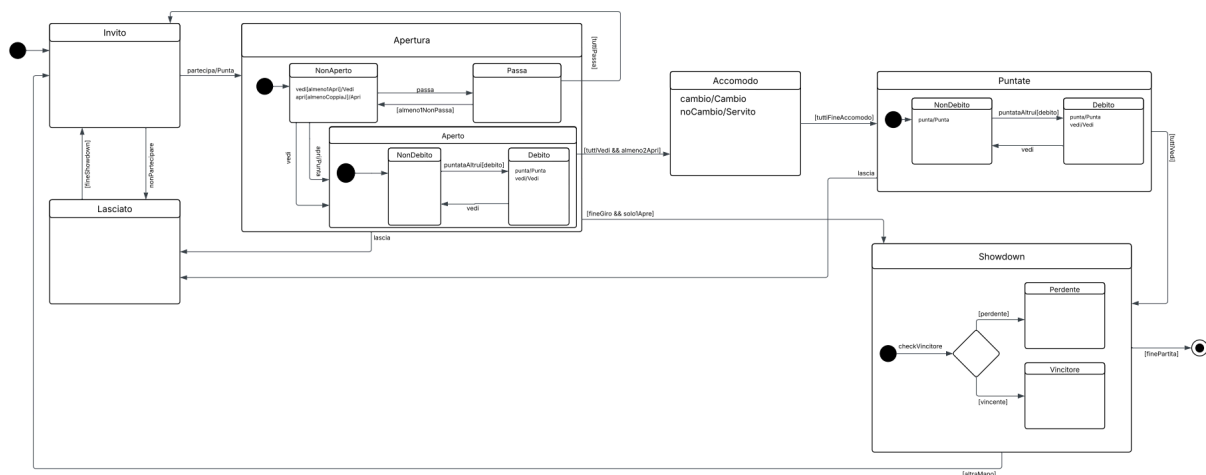 Invito
partecipa/Punta
[fineShowdown]
nonPartecipare
Lasciato
Apertura
NonAperto
vedi[almeno1Apri]/Vedi
apri[almenoCoppiaJ]/Apri
passa
[almeno1NonPassa]
Passa
[tuttiPassa]
vedi
apri/Punta
Aperto
NonDebito
puntataAltrui[debito]
vedi
Debito
punta/Punta
vedi/Vedi
lascia
[tuttiVedi && almeno2Apri]
[fineGiro && solo1Apre]
Accomodo
cambio/Cambio
noCambio/Servito
[tuttiFineAccomodo]
Puntate
NonDebito
punta/Punta
puntataAltrui[debito]
vedi
Debito
punta/Punta
vedi/Vedi
lascia
[tuttiVedi]
Showdown
checkVincitore
[perdente]
[vincente]
Perdente
Vincitore
[finePartita]
[altraMano]